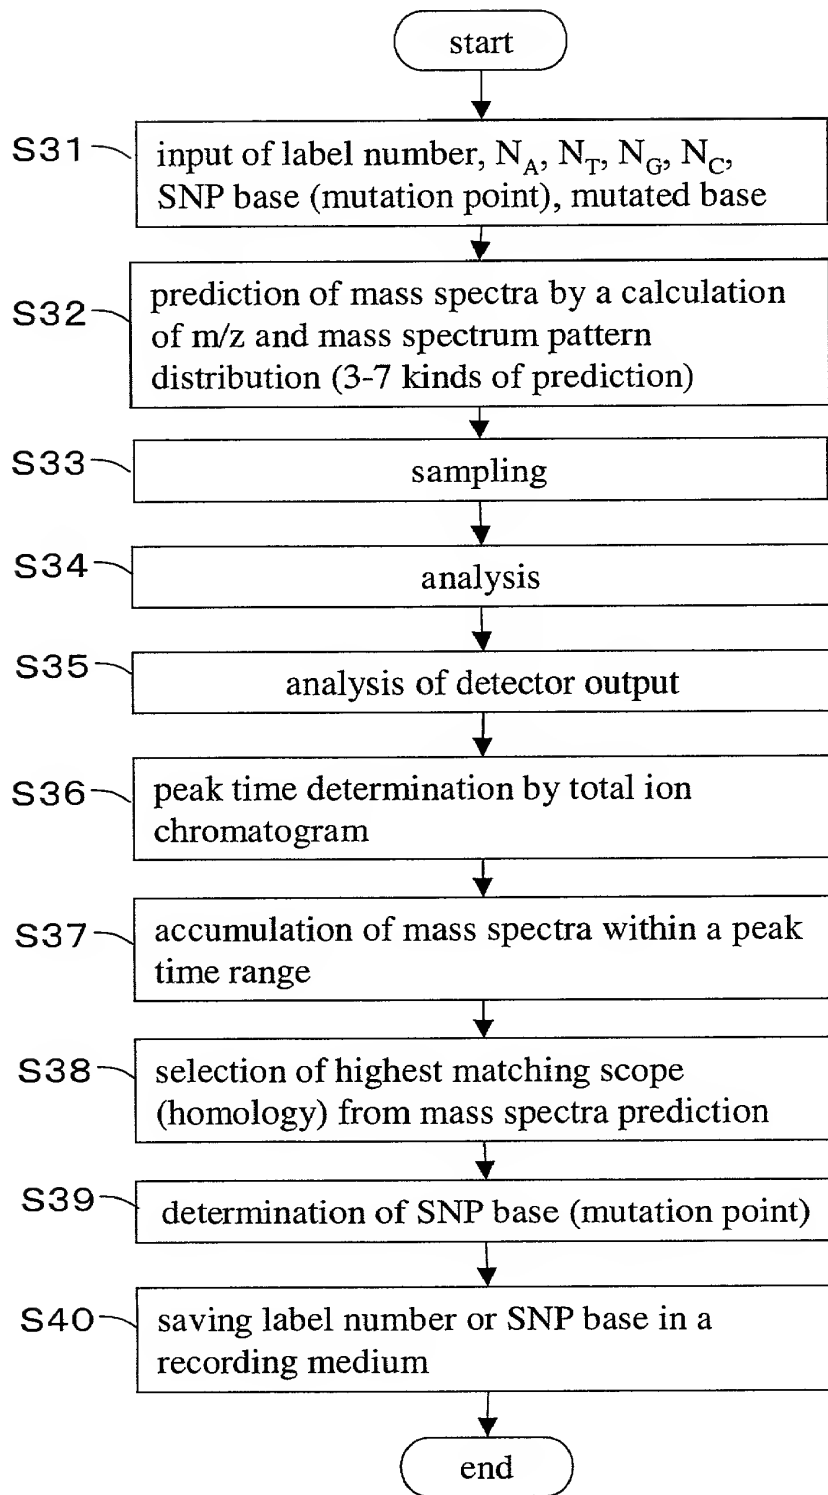 start
S31
input of label number, N_A, N_T, N_G, N_C,
SNP base (mutation point), mutated base
S32
prediction of mass spectra by a calculation
of m/z and mass spectrum pattern
distribution (3-7 kinds of prediction)
S33
sampling
S34
analysis
S35
analysis of detector output
S36
peak time determination by total ion
chromatogram
S37
accumulation of mass spectra within a peak
time range
S38
selection of highest matching scope
(homology) from mass spectra prediction
S39
determination of SNP base (mutation point)
S40
saving label number or SNP base in a
recording medium
end